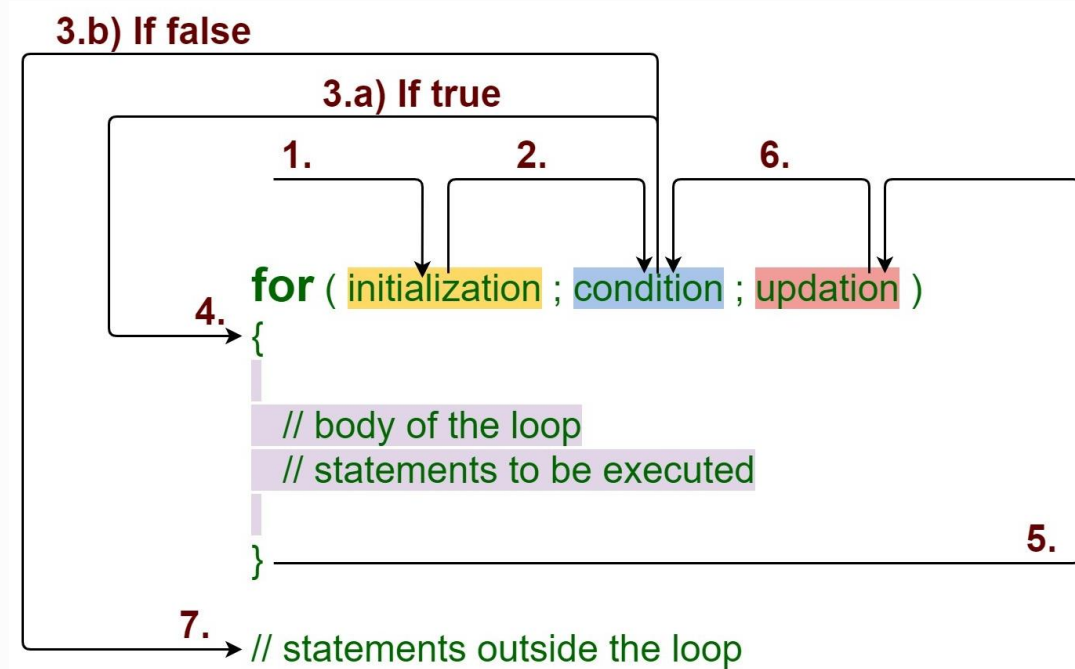 3.b) If false
3.a) If true
1. 2. 6.
for ( initialization ; condition ; updation )
4.
{
// body of the loop
// statements to be executed
5.
}
7.
// statements outside the loop